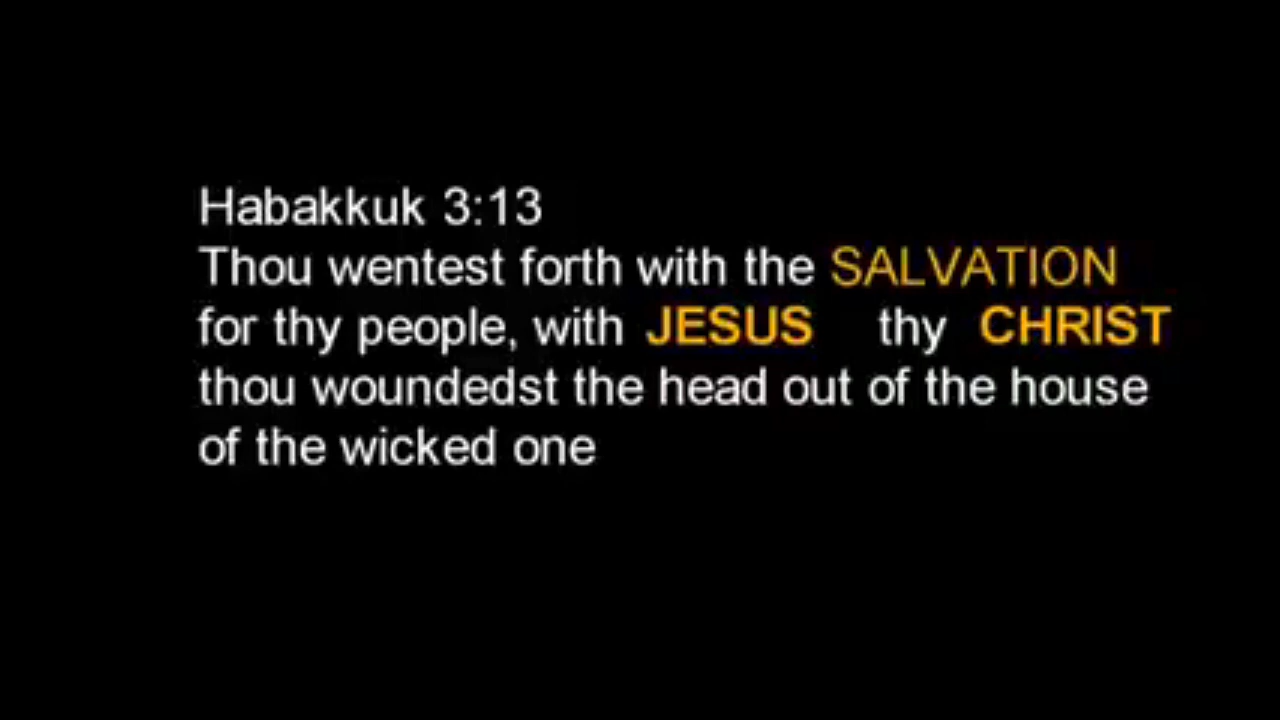 Habakkuk 3:13
Thou wentest forth with the SALVATION
for thy people, with JESUS thy CHRIST
thou woundedst the head out of the house
of the wicked one